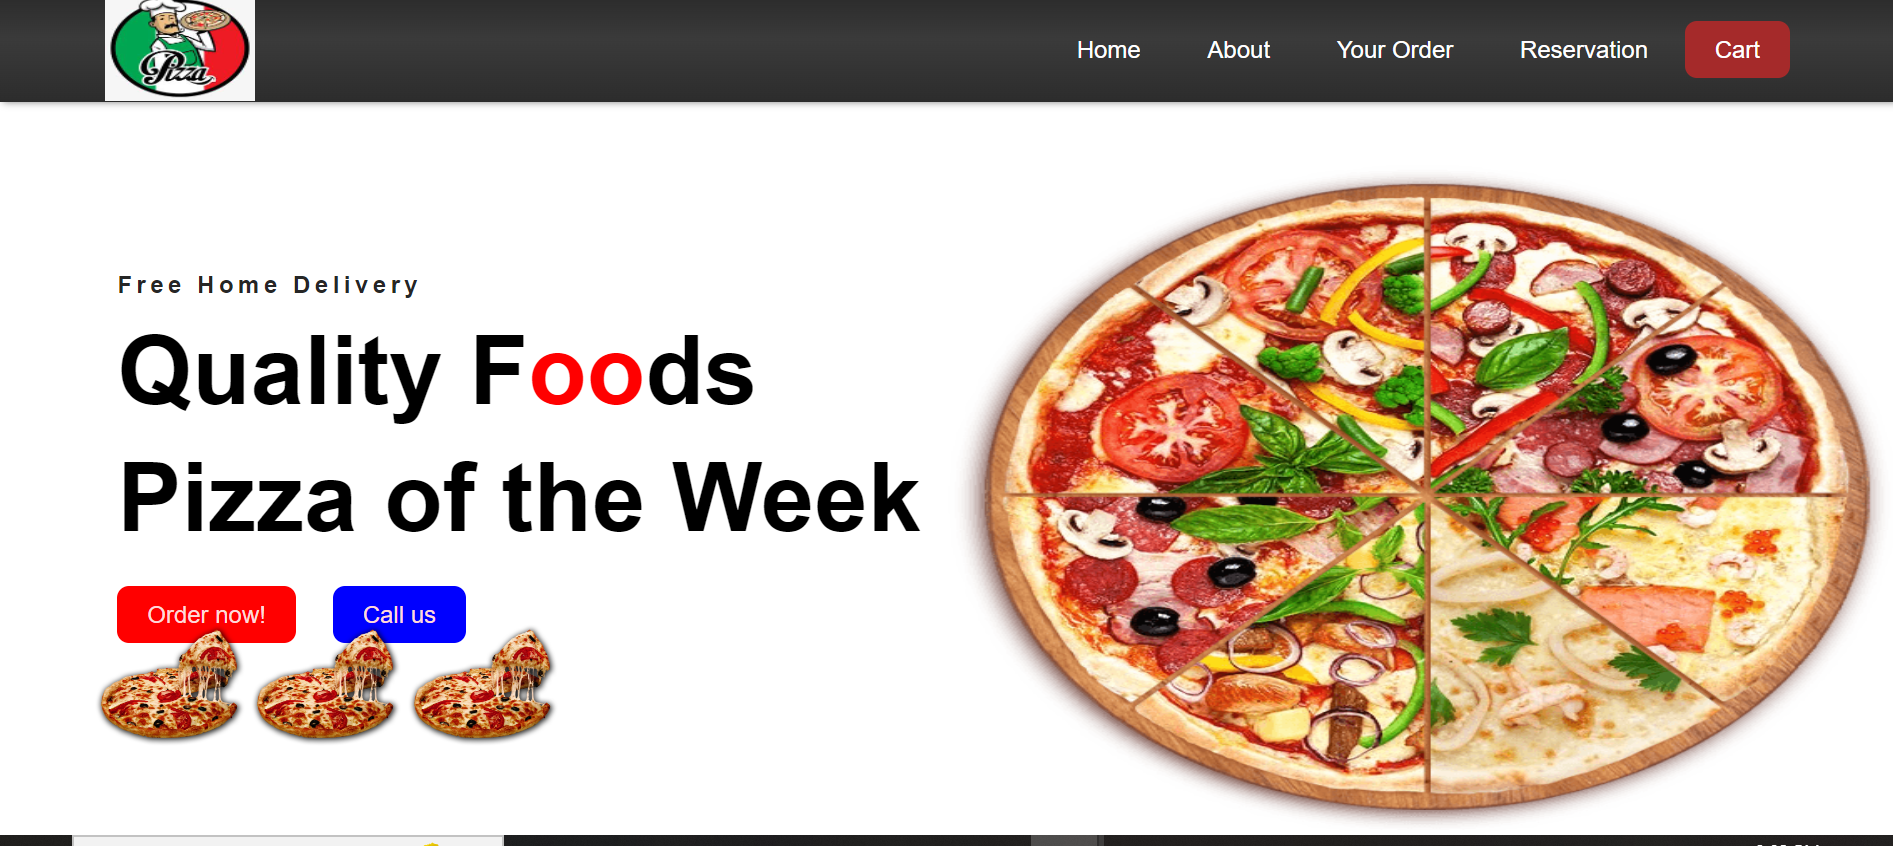 Pizza
Home About Your Order Reservation Cart
Free Home Delivery
Quality Foods
Pizza of the Week
Order now! Call us